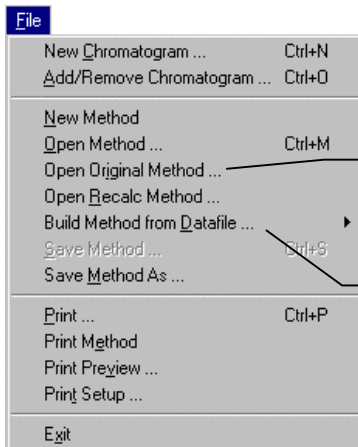 File
New Chromatogram ... Ctrl+N
Add/Remove Chromatogram ... Ctrl+O
New Method
Open Method ... Ctrl+M
Open Original Method ...
Open Recalc Method ...
Build Method from Datafile ...
Save Method ... Ctrl+S
Save Method As ...
Print ... Ctrl+P
Print Method
Print Preview ...
Print Setup ...
Exit